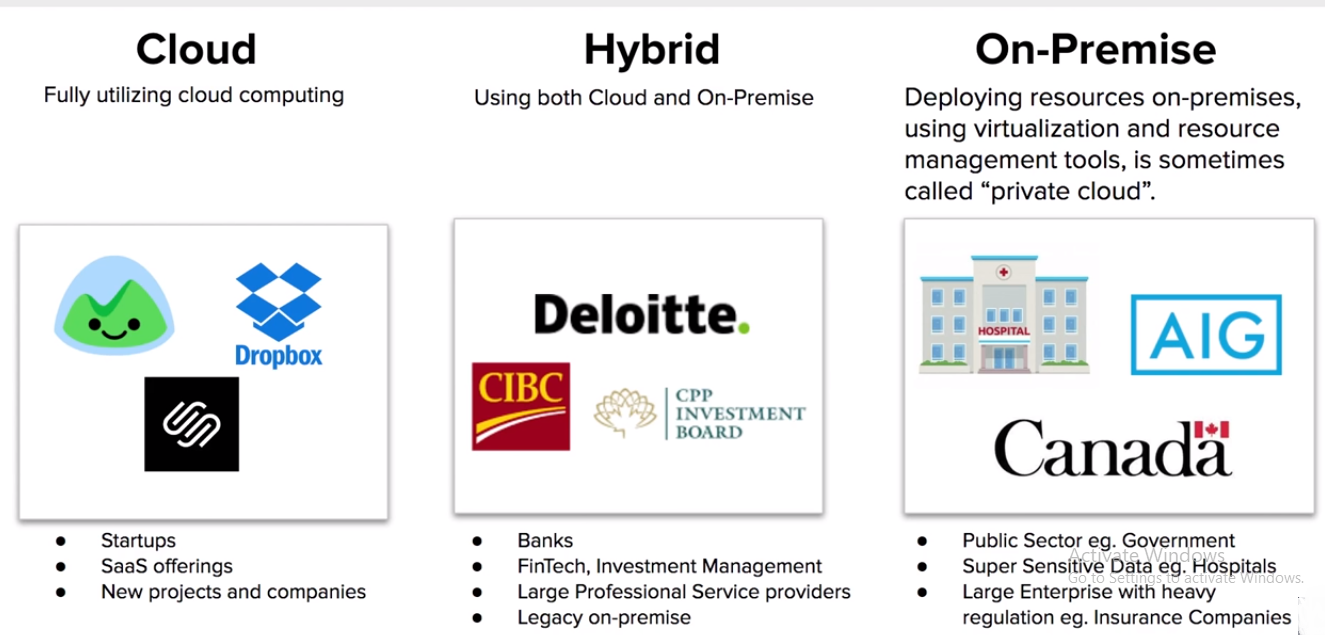 Cloud
Fully utilizing cloud computing
Dropbox
Startups
SaaS offerings
New projects and companies
Hybrid
Using both Cloud and On-Premise
Deloitte.
CIBC
CPP
INVESTMENT
BOARD
Banks
FinTech, Investment Management
Large Professional Service providers
Legacy on-premise
On-Premise
Deploying resources on-premises,
using virtualization and resource
management tools, is sometimes
called “private cloud”.
HOSPITAL
AIG
Canada
Public Sector eg. Government
Super Sensitive Data eg. Hospitals
Large Enterprise with heavy
regulation eg. Insurance Companies
Activate Windows
Go to Settings to activate Windows.